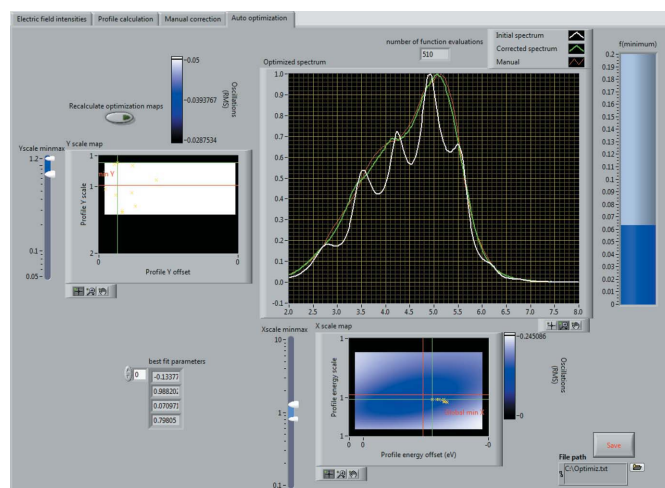 Electric field intensities
Profile calculation
Manual correction
Auto optimization
number of function evaluations
510
Initial spectrum
Corrected spectrum
Manual
f(minimum)
0.2
0.19
0.18
0.17
0.16
0.15
0.14
0.13
0.12
0.11
0.1
0.09
0.08
0.07
0.06
0.05
0.04
0.03
0.02
0.01
0
-0.05
-0.0393767
-0.0287534
Oscillations (RMS)
Recalculate optimization maps
Optimized spectrum
1.0
0.9
0.8
0.7
0.6
0.5
0.4
0.3
0.2
0.1
0.0
-0.1
2.0 2.5 3.0 3.5 4.0 4.5 5.0 5.5 6.0 6.5 7.0 7.5 8.0
Yscale minmax
1.2
0.1
0.05
Y scale map
1
1
2
Profile Y scale
min Y
0 0
Profile Y offset
best fit parameters
0
-0.13377
0.98820
0.07097
0.79805
Xscale minmax
10
1
0.1
X scale map
1
1
1
Profile energy scale
min X
0 0 -0
Profile energy offset (eV)
-0.245086
-0
Oscillations (RMS)
Save
File path
C:\Optimiz.txt